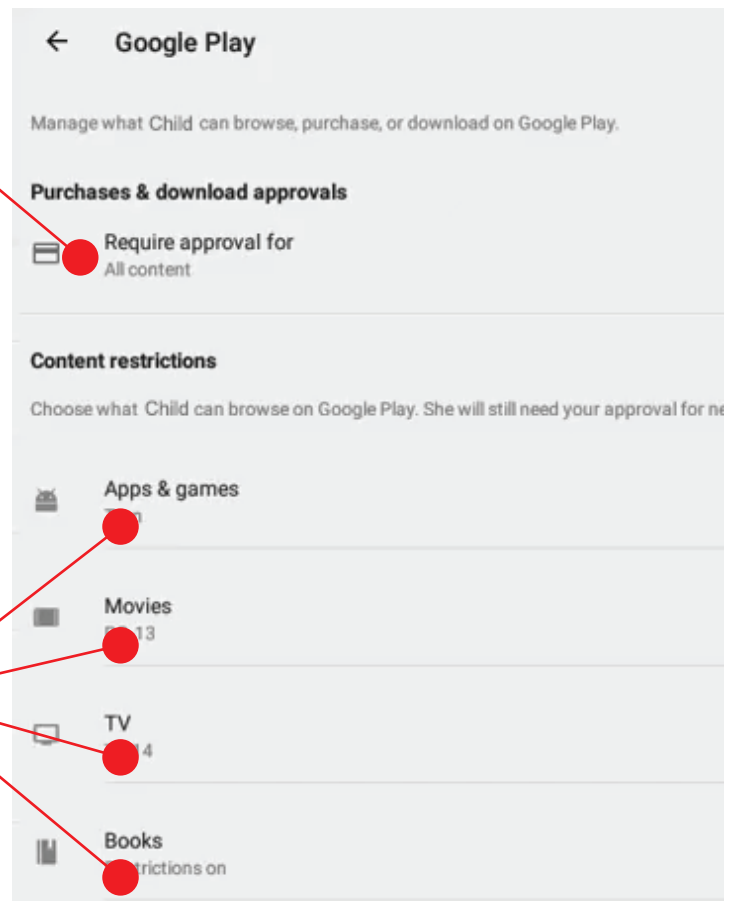 Google Play
Manage what Child can browse, purchase, or download on Google Play.
Purchases & download approvals
Require approval for
All content
Content restrictions
Choose what Child can browse on Google Play. She will still need your approval for ne
Apps & games
Movies
13
TV
14
Books
on